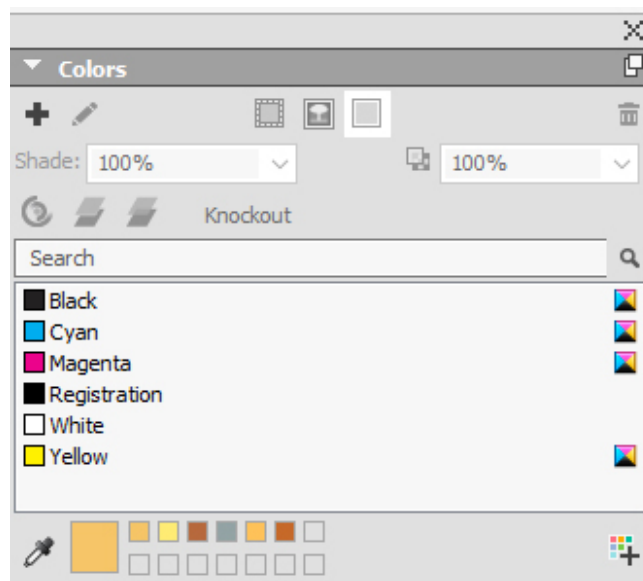 Colors
Shade: 100% 100%
Knockout
Search
Black
Cyan
Magenta
Registration
White
Yellow